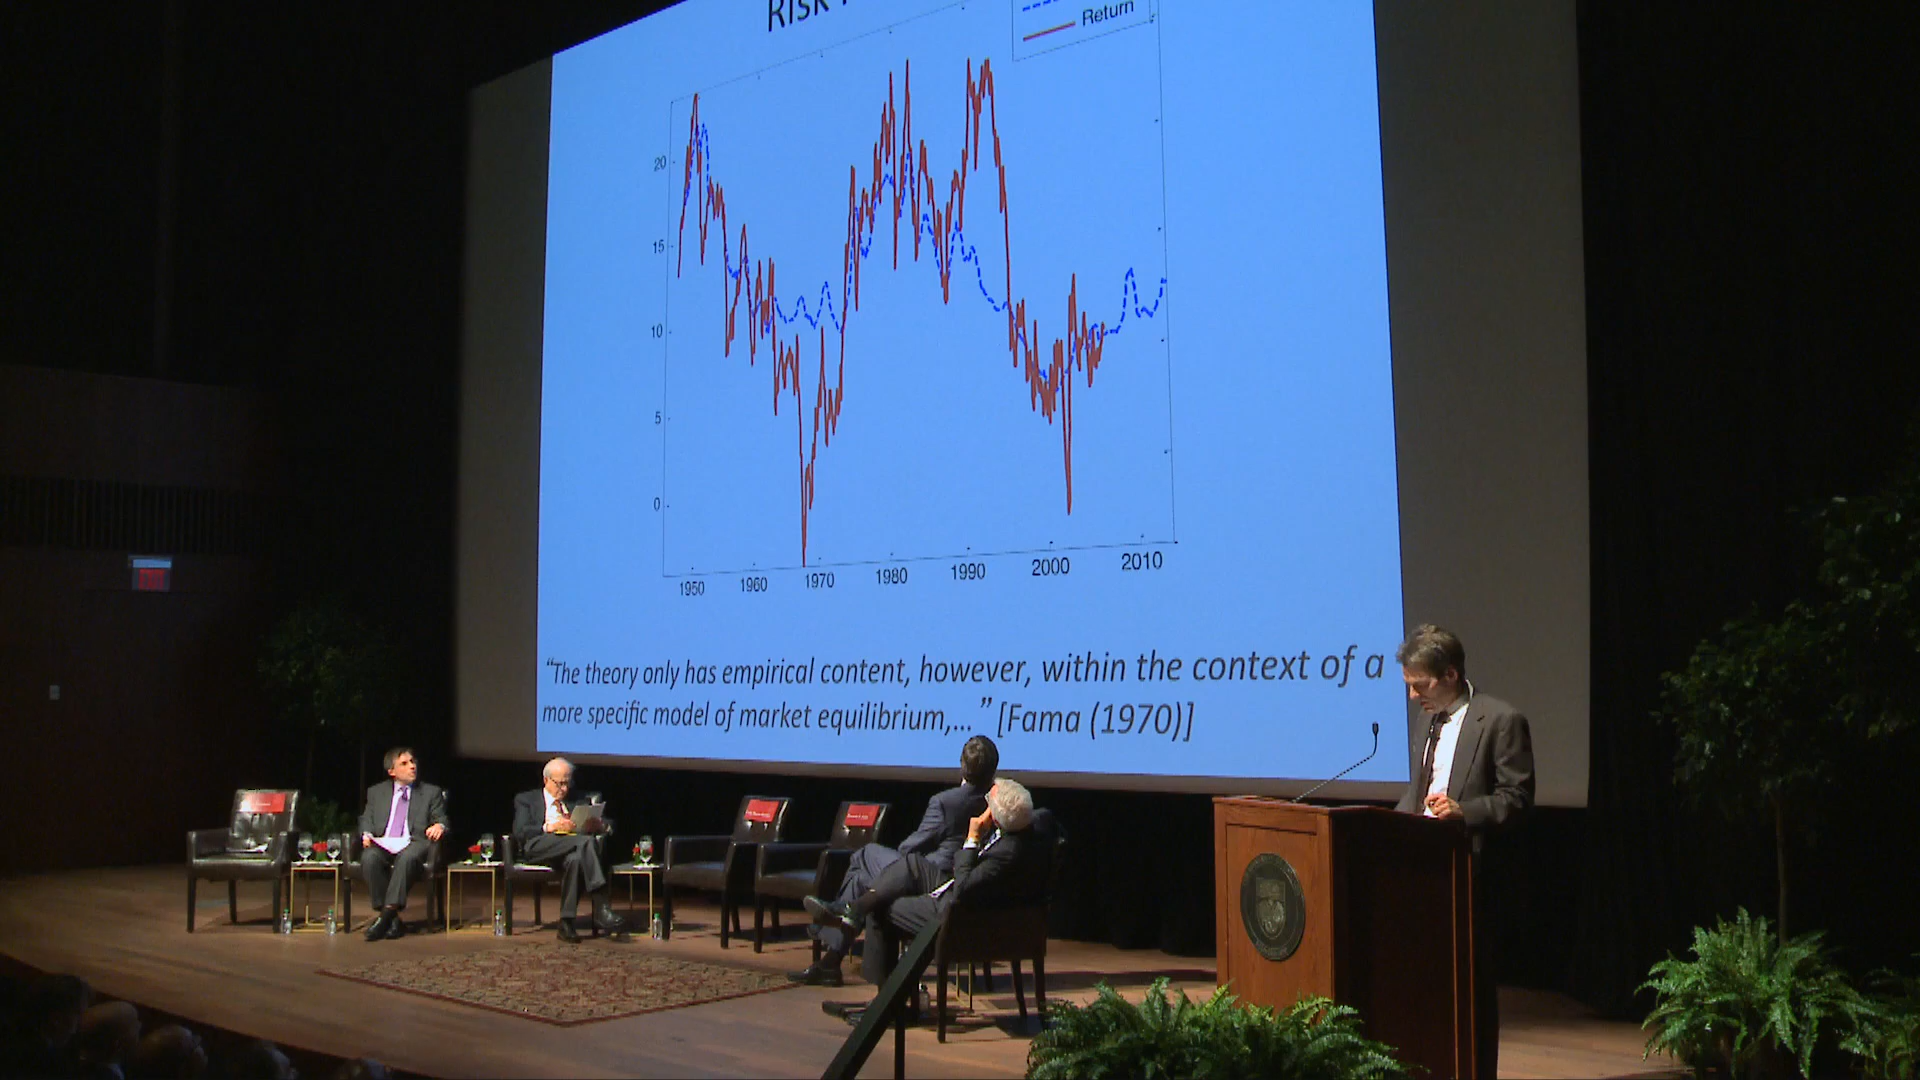 Risk
Return
20
15
10
5
0
1950 1960 1970 1980 1990 2000 2010
“The theory only has empirical content, however, within the context of a
more specific model of market equilibrium,... ” [Fama (1970)]